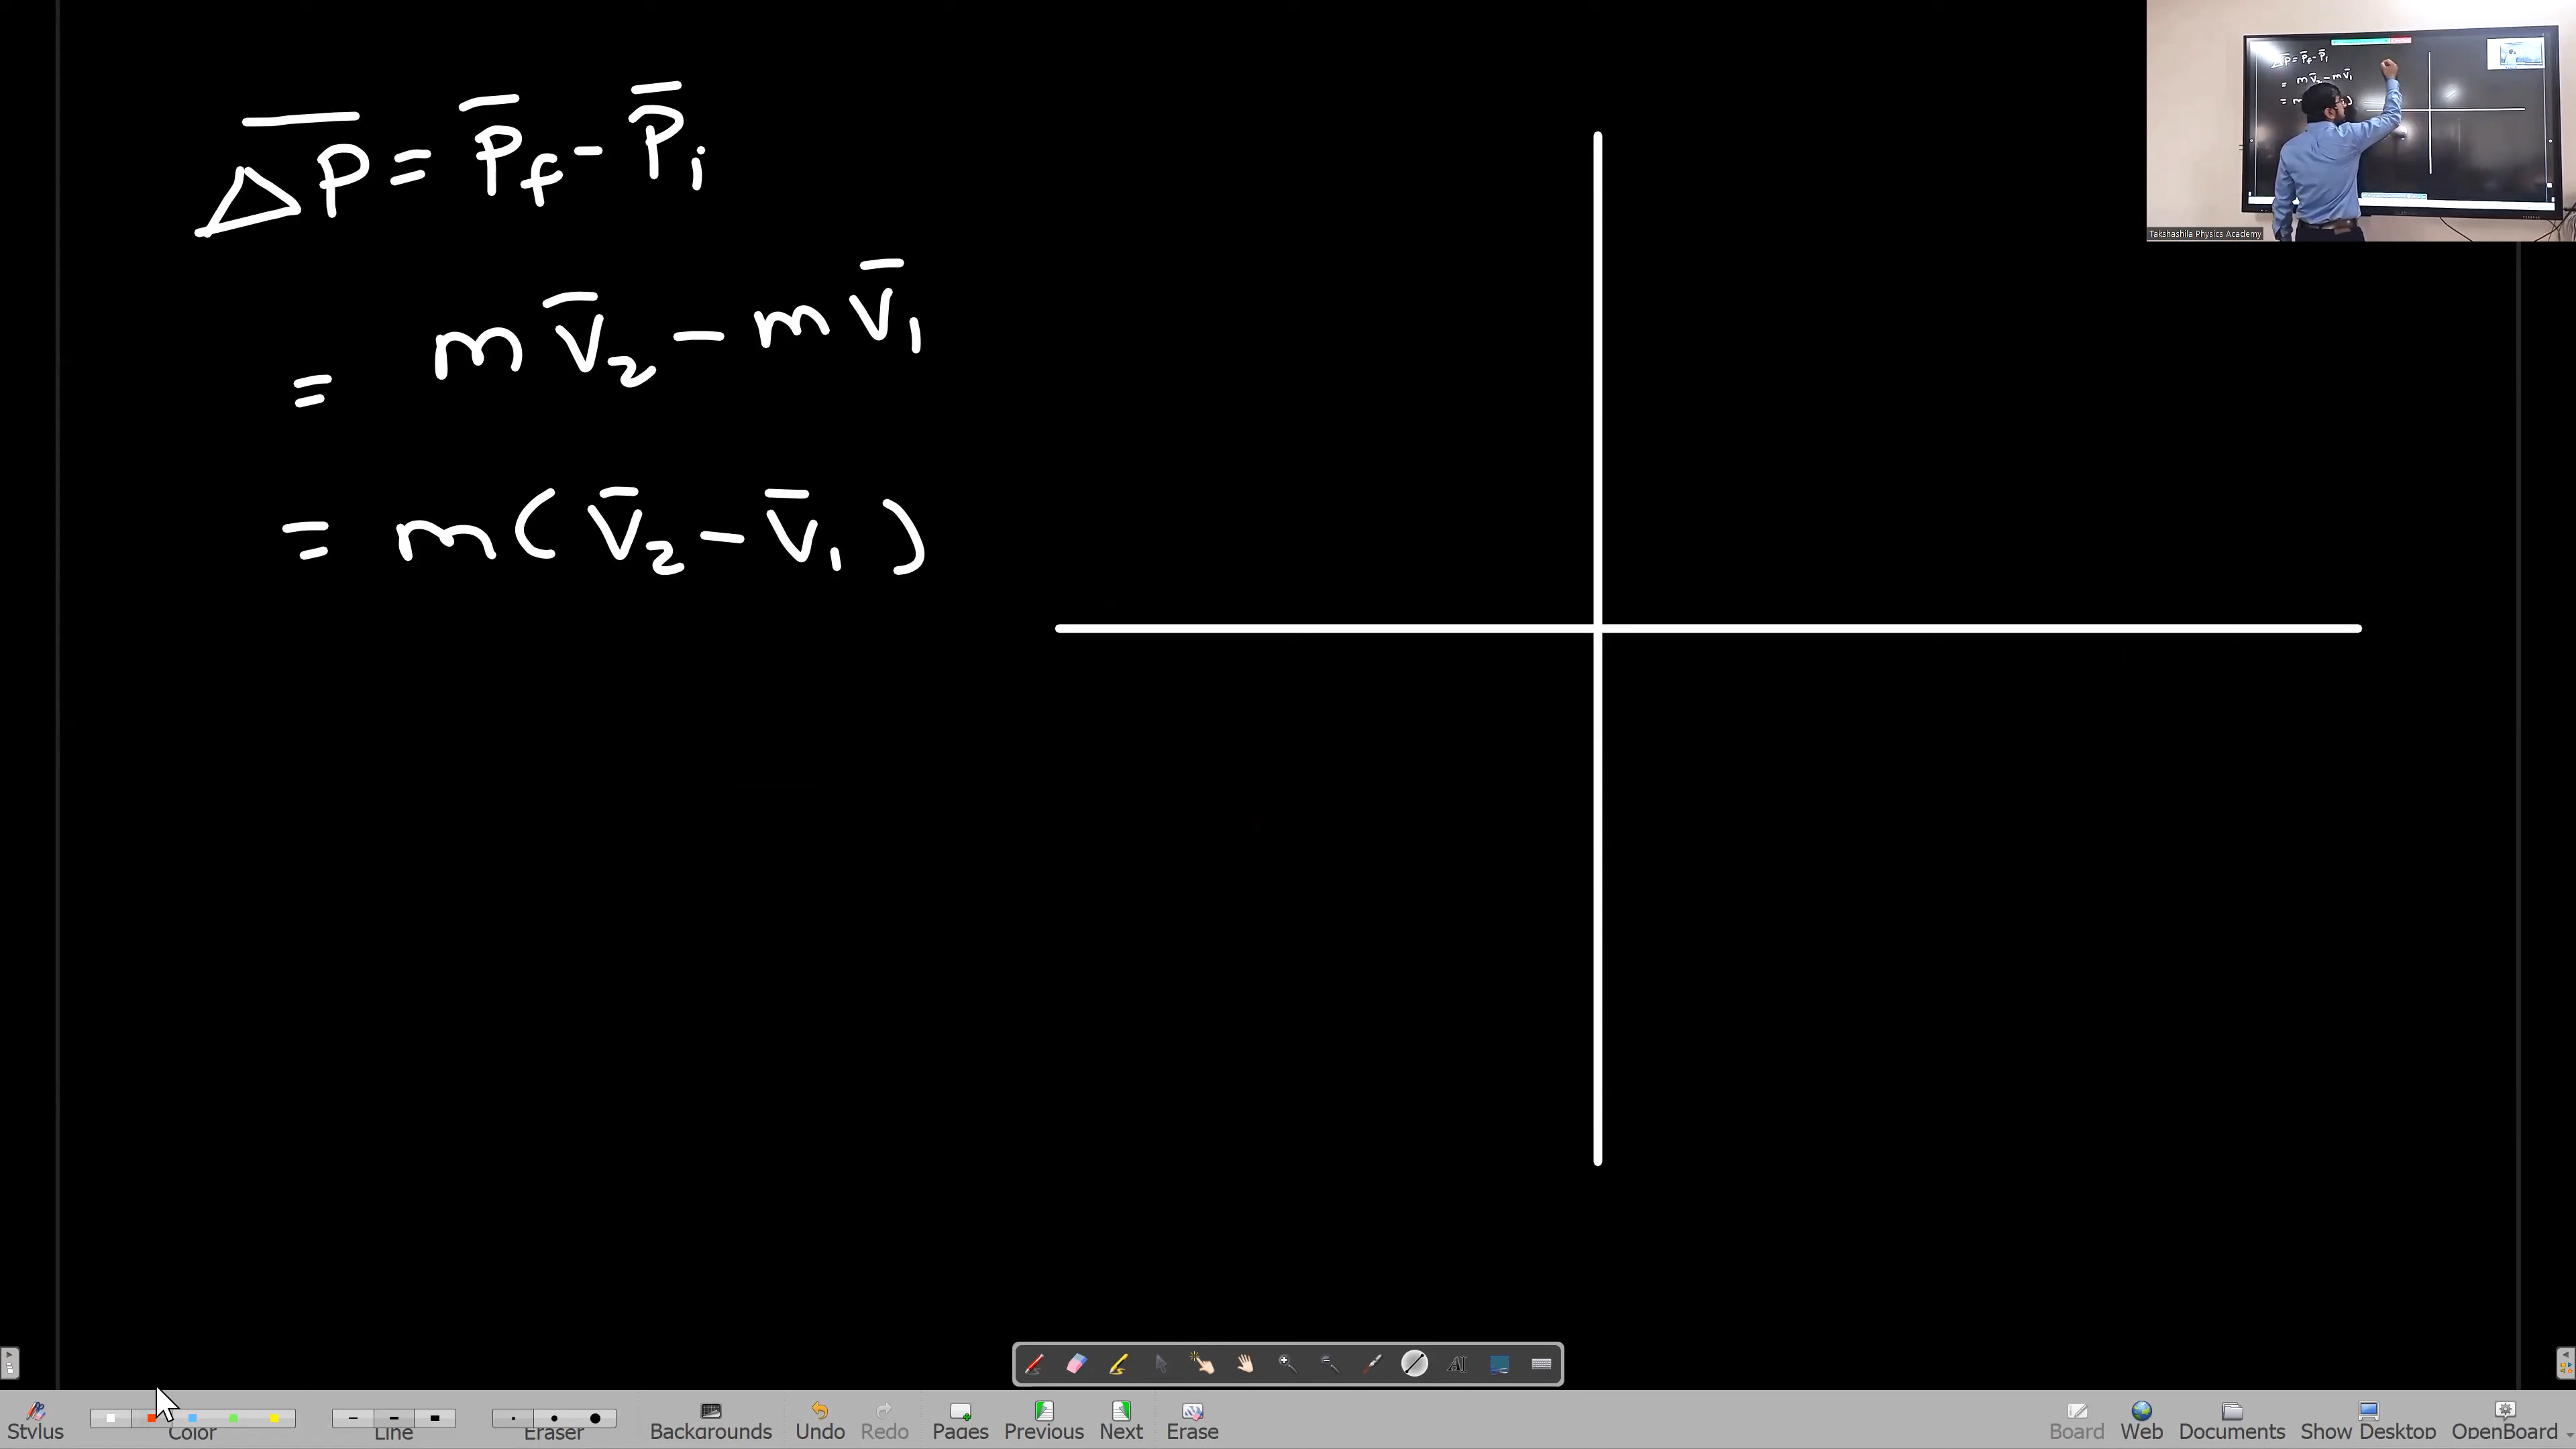 Δp̅ = p̅f - p̅i
= mv̅₂ - mv̅₁
= m(v̅₂ - v̅₁)
Takshashila Physics Academy
Stylus Color Line Eraser Backgrounds Undo Redo Pages Previous Next Erase Board Web Documents Show Desktop OpenBoard